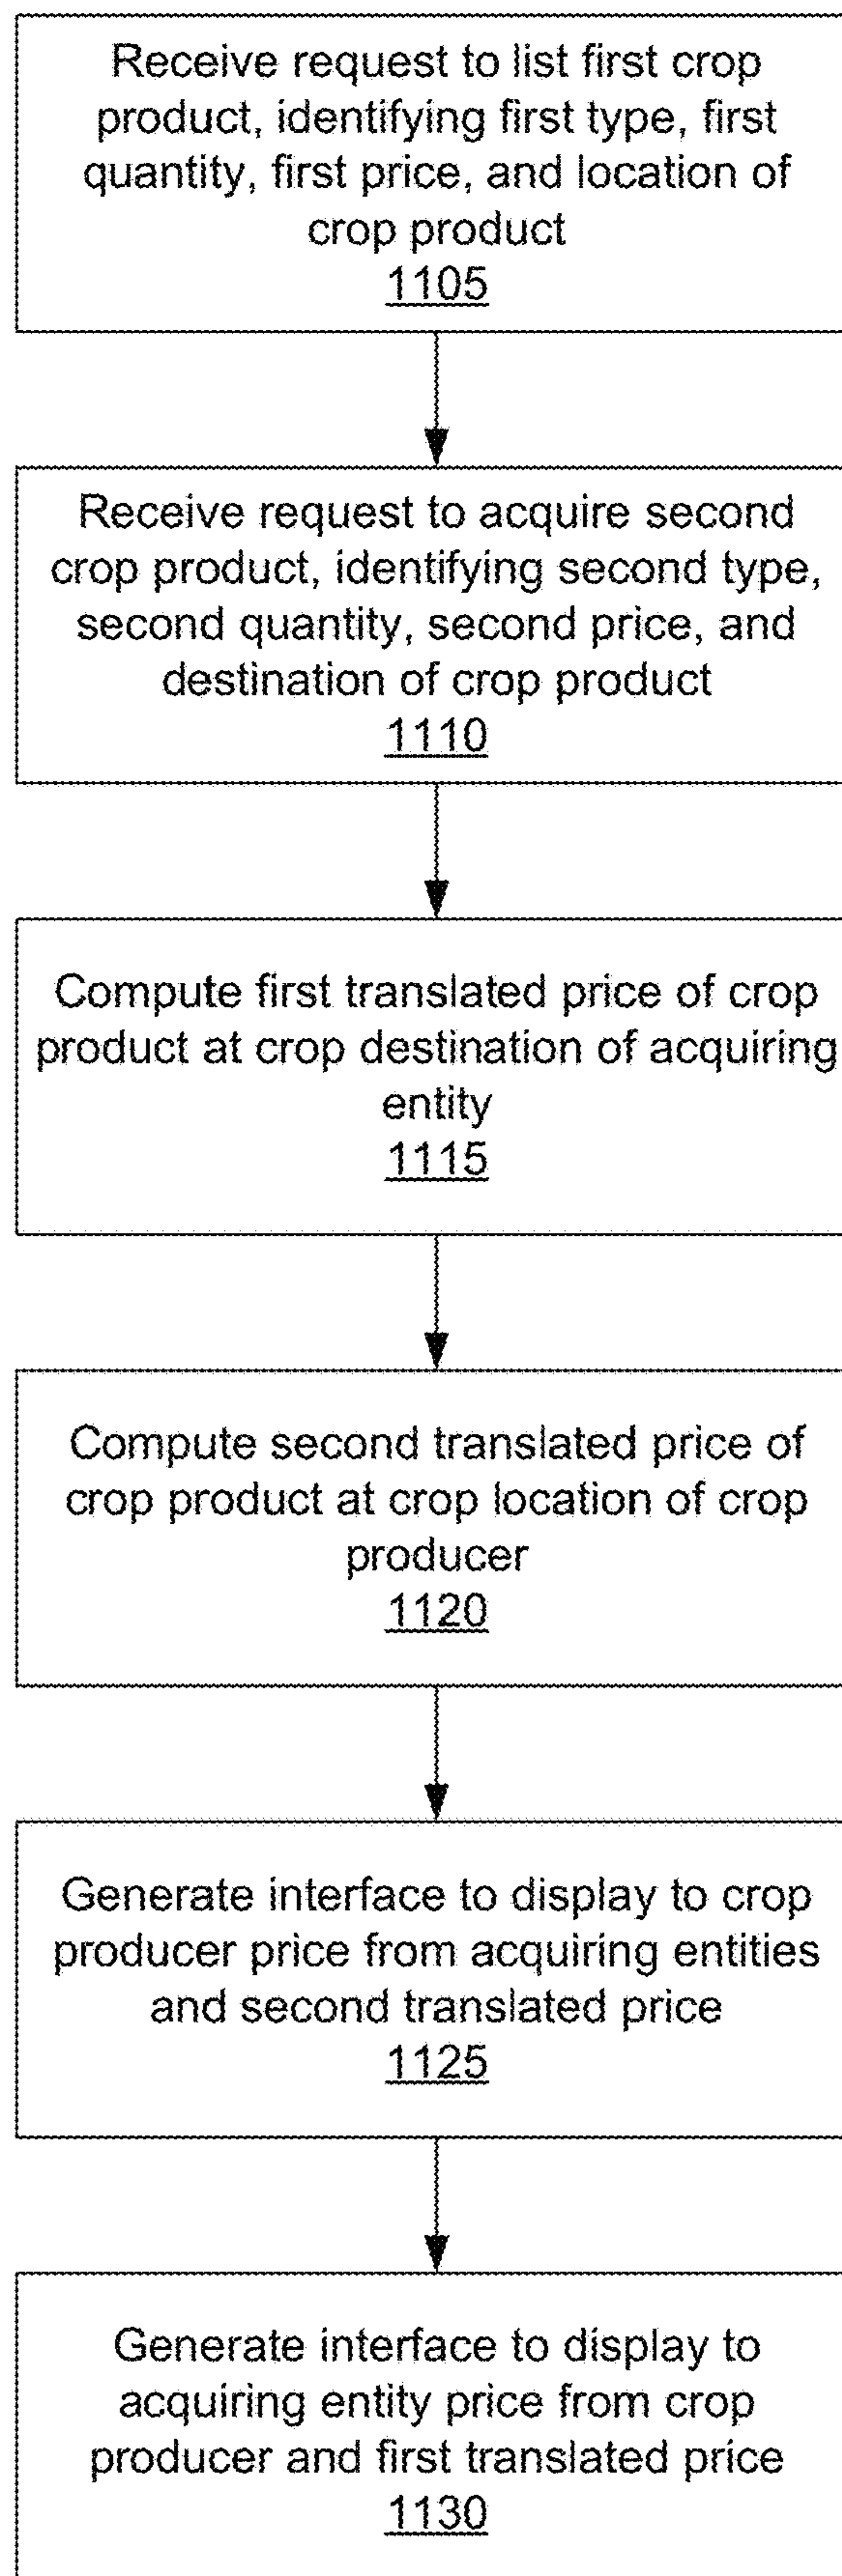 Receive request to list first crop
product, identifying first type, first
quantity, first price, and location of
crop product
1105
Receive request to acquire second
crop product, identifying second type,
second quantity, second price, and
destination of crop product
1110
Compute first translated price of crop
product at crop destination of acquiring
entity
1115
Compute second translated price of
crop product at crop location of crop
producer
1120
Generate interface to display to crop
producer price from acquiring entities
and second translated price
1125
Generate interface to display to
acquiring entity price from crop
producer and first translated price
1130